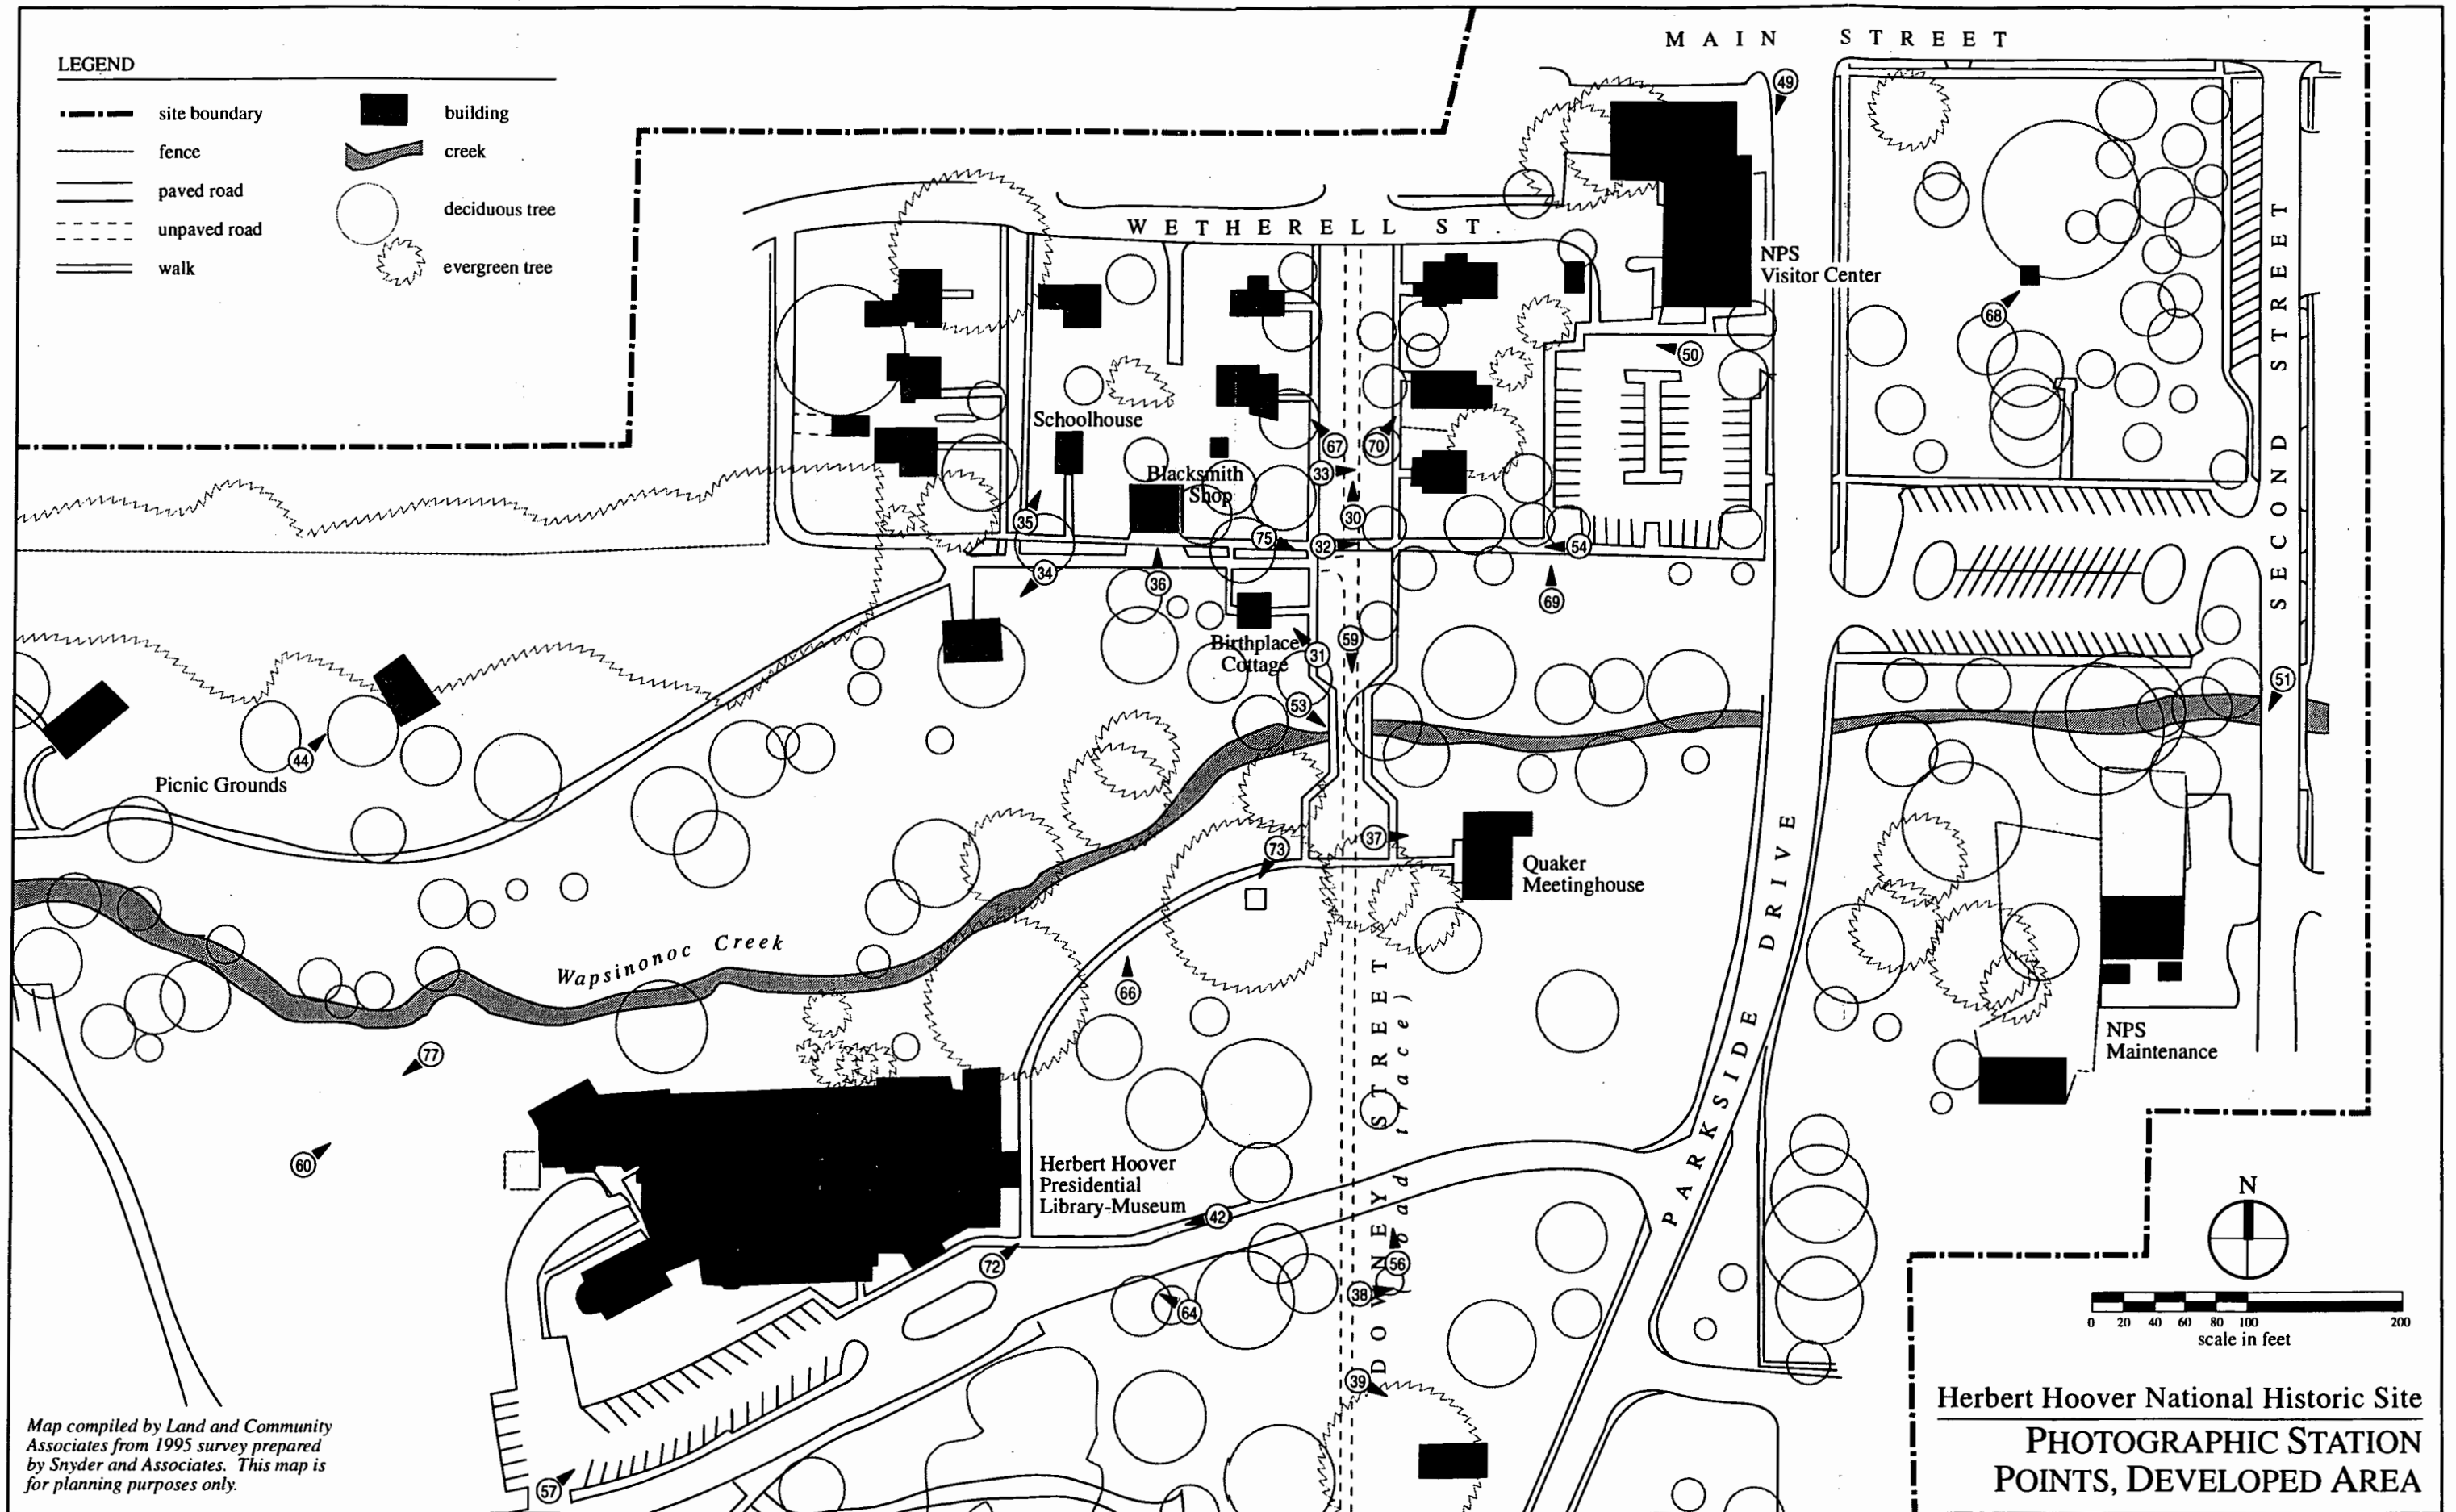 LEGEND
site boundary
fence
paved road
unpaved road
walk
building
creek
deciduous tree
evergreen tree
MAIN STREET
49
WETHERELL ST.
NPS
Visitor Center
68
50
SECOND STREET
Schoolhouse
67
70
Blacksmith
Shop
33
35
30
75
32
54
34
36
69
Birthplace
Cottage
59
31
51
53
44
Picnic Grounds
37
73
Quaker
Meetinghouse
PARKSIDE DRIVE
Wapsinonoc Creek
66
DOWNEY STREET
(road trace)
NPS
Maintenance
77
60
Herbert Hoover
Presidential
Library-Museum
42
72
56
38
64
39
57
N
0 20 40 60 80 100 200
scale in feet
Map compiled by Land and Community
Associates from 1995 survey prepared
by Snyder and Associates. This map is
for planning purposes only.
Herbert Hoover National Historic Site
PHOTOGRAPHIC STATION
POINTS, DEVELOPED AREA